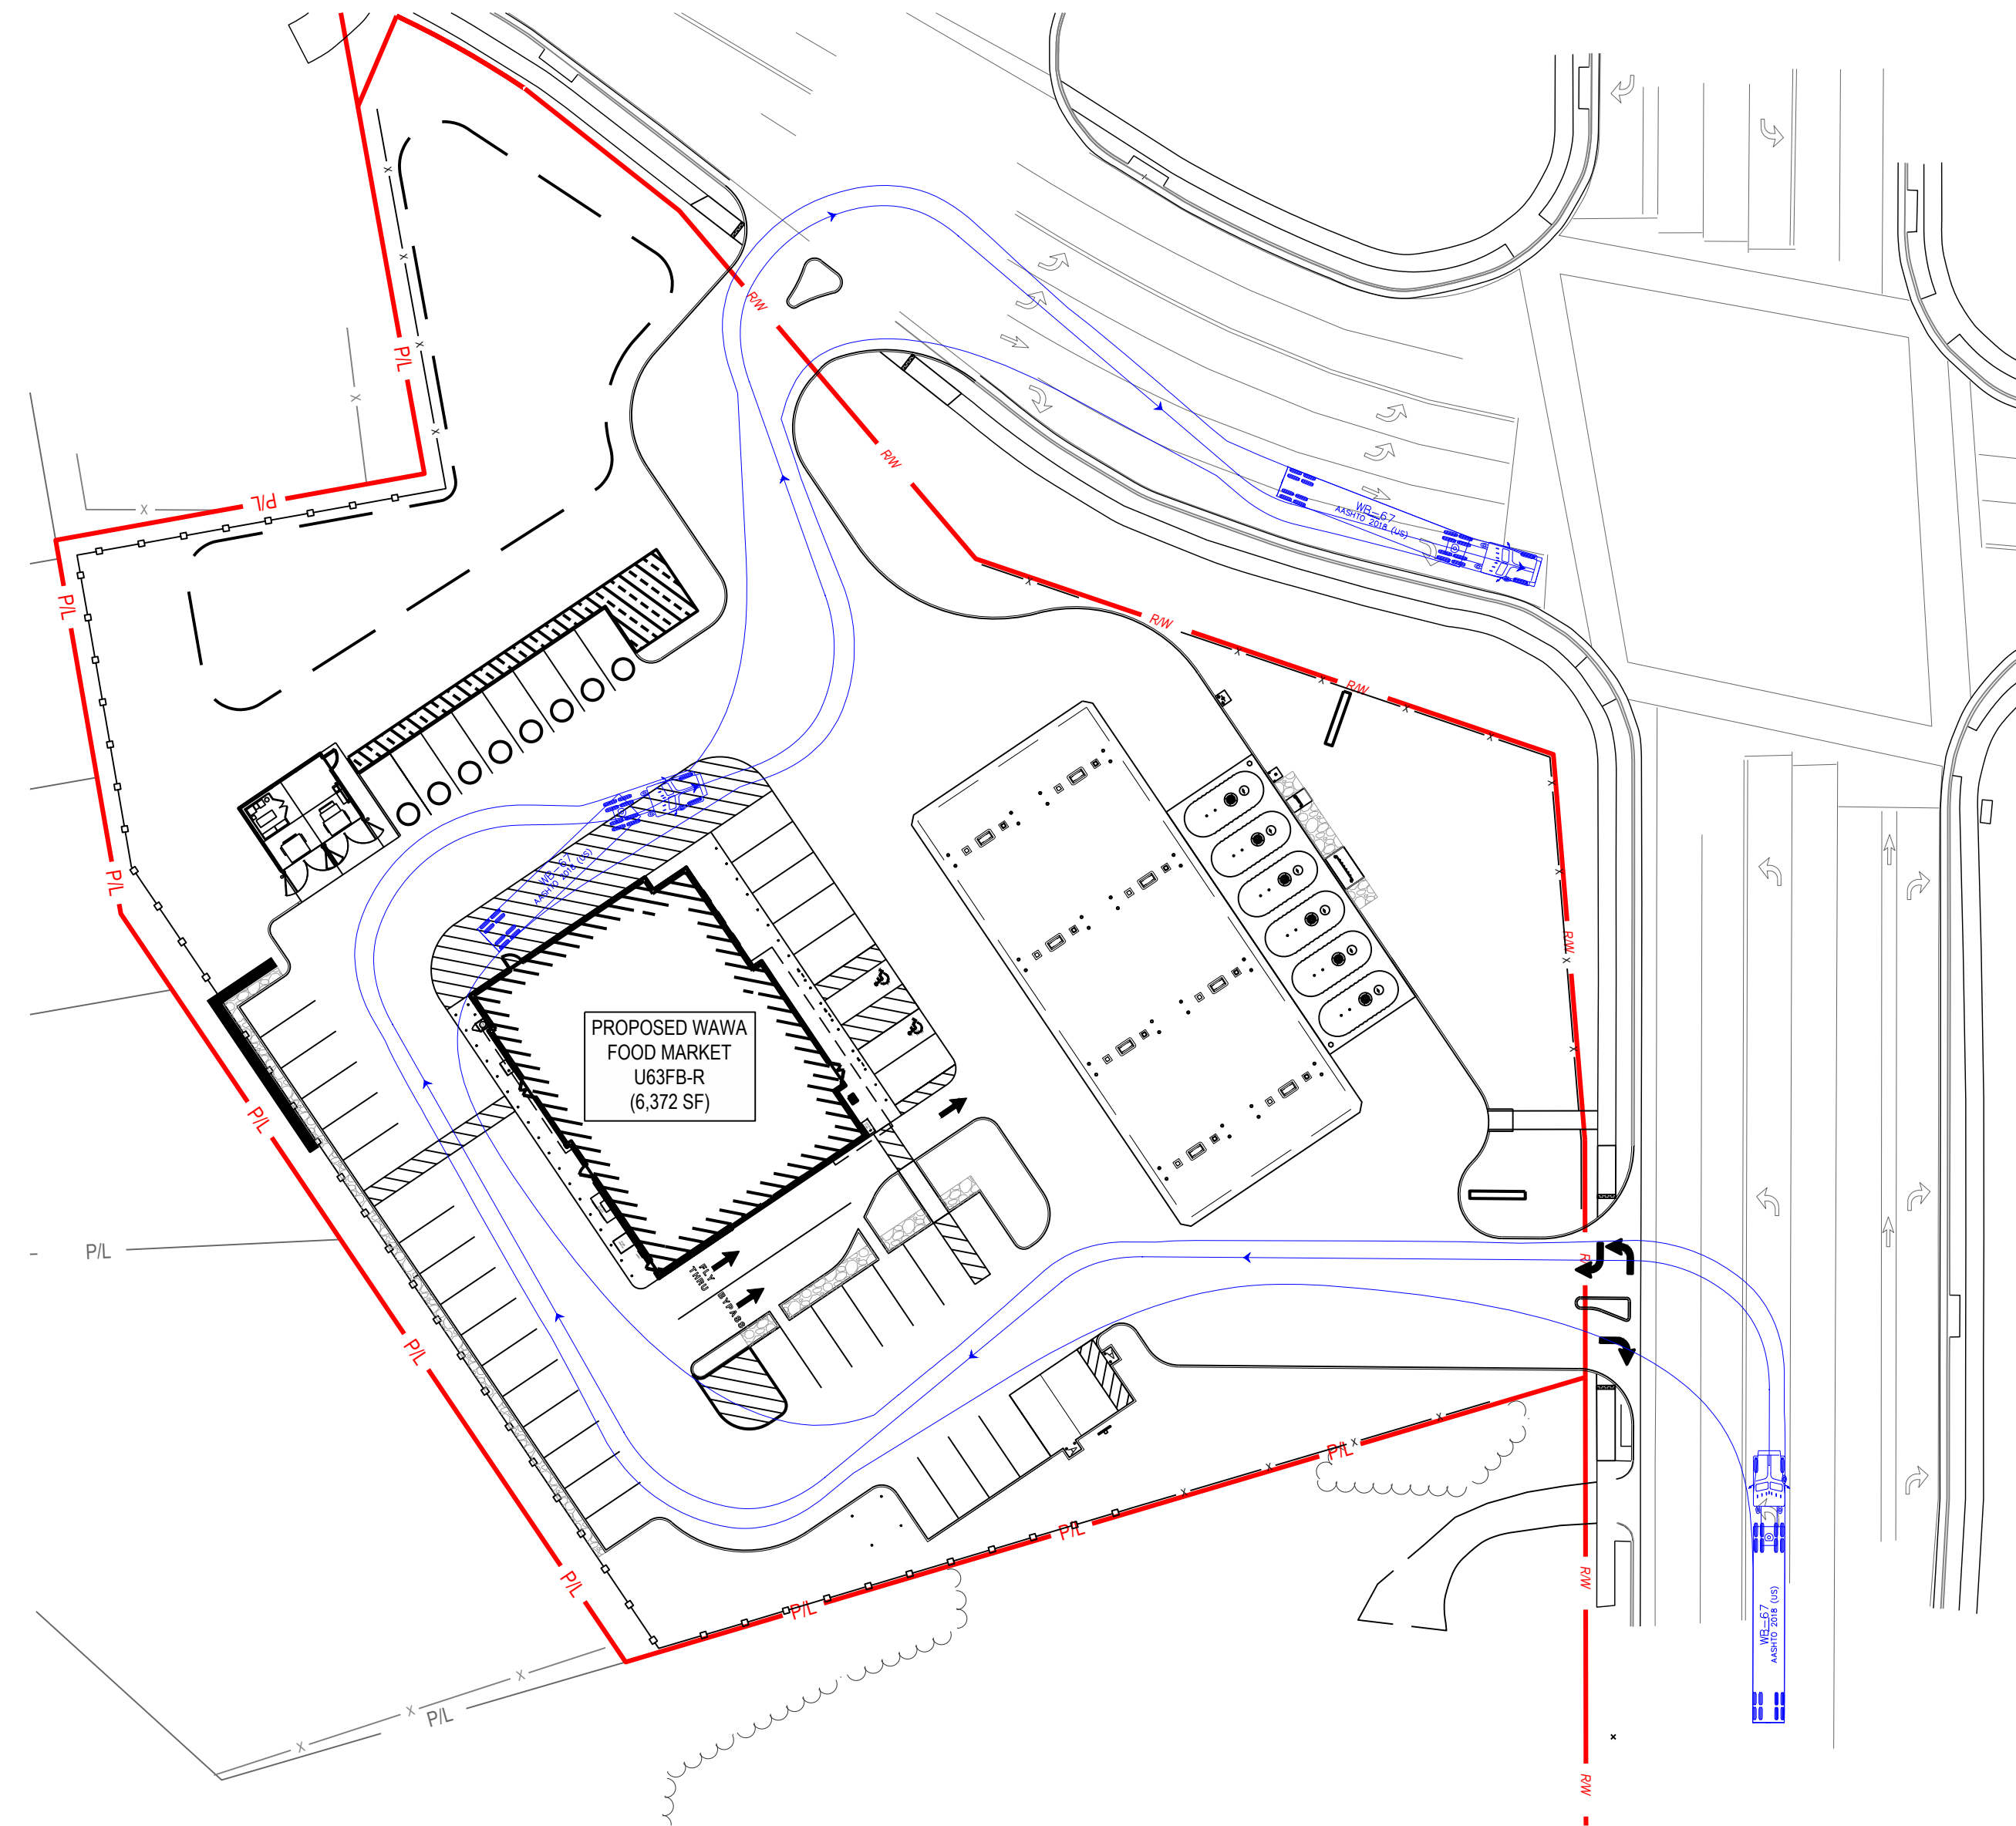 R/W
P/L
R/W
P/L
WB-67
AASHTO 2018 (US)
P/L
R/W
R/W
WB-67
AASHTO 2018 (US)
P/L
R/W
PROPOSED WAWA
FOOD MARKET
U63FB-R
(6,372 SF)
P/L
P/L
FLY
THRU
BYPASS
P/L
P/L
P/L
P/L
R/W
P/L
P/L
WB-67
AASHTO 2018 (US)
P/L
R/W